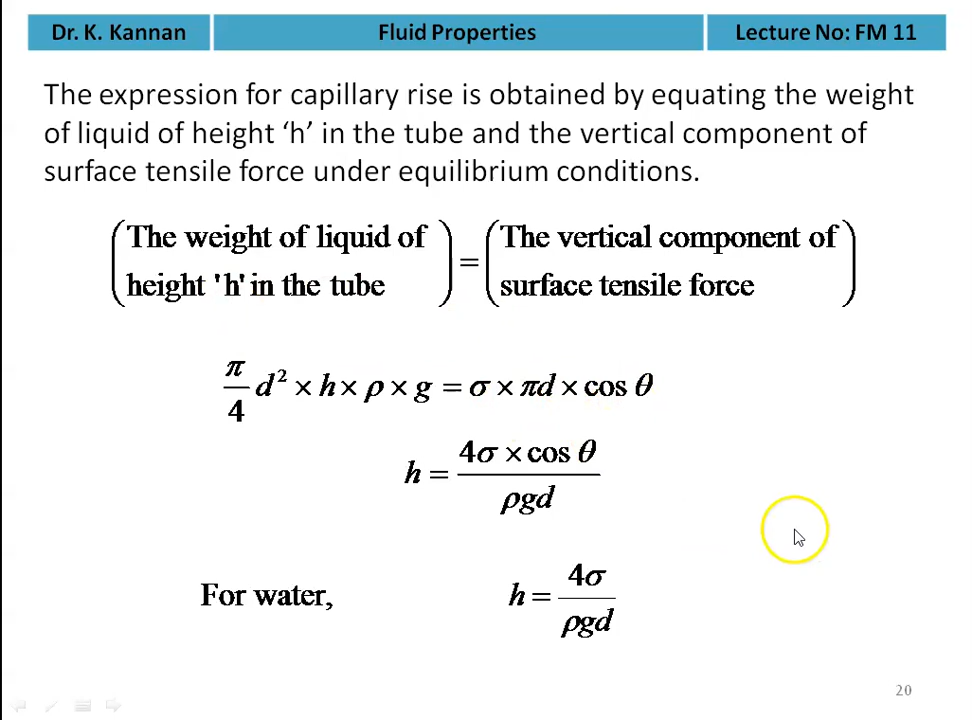 Dr. K. Kannan Fluid Properties Lecture No: FM 11
The expression for capillary rise is obtained by equating the weight
of liquid of height ‘h’ in the tube and the vertical component of
surface tensile force under equilibrium conditions.
(The weight of liquid of height 'h' in the tube) = (The vertical component of surface tensile force)
π/4 d² × h × ρ × g = σ × πd × cos θ
h = 4σ × cos θ / ρgd
For water, h = 4σ / ρgd
20